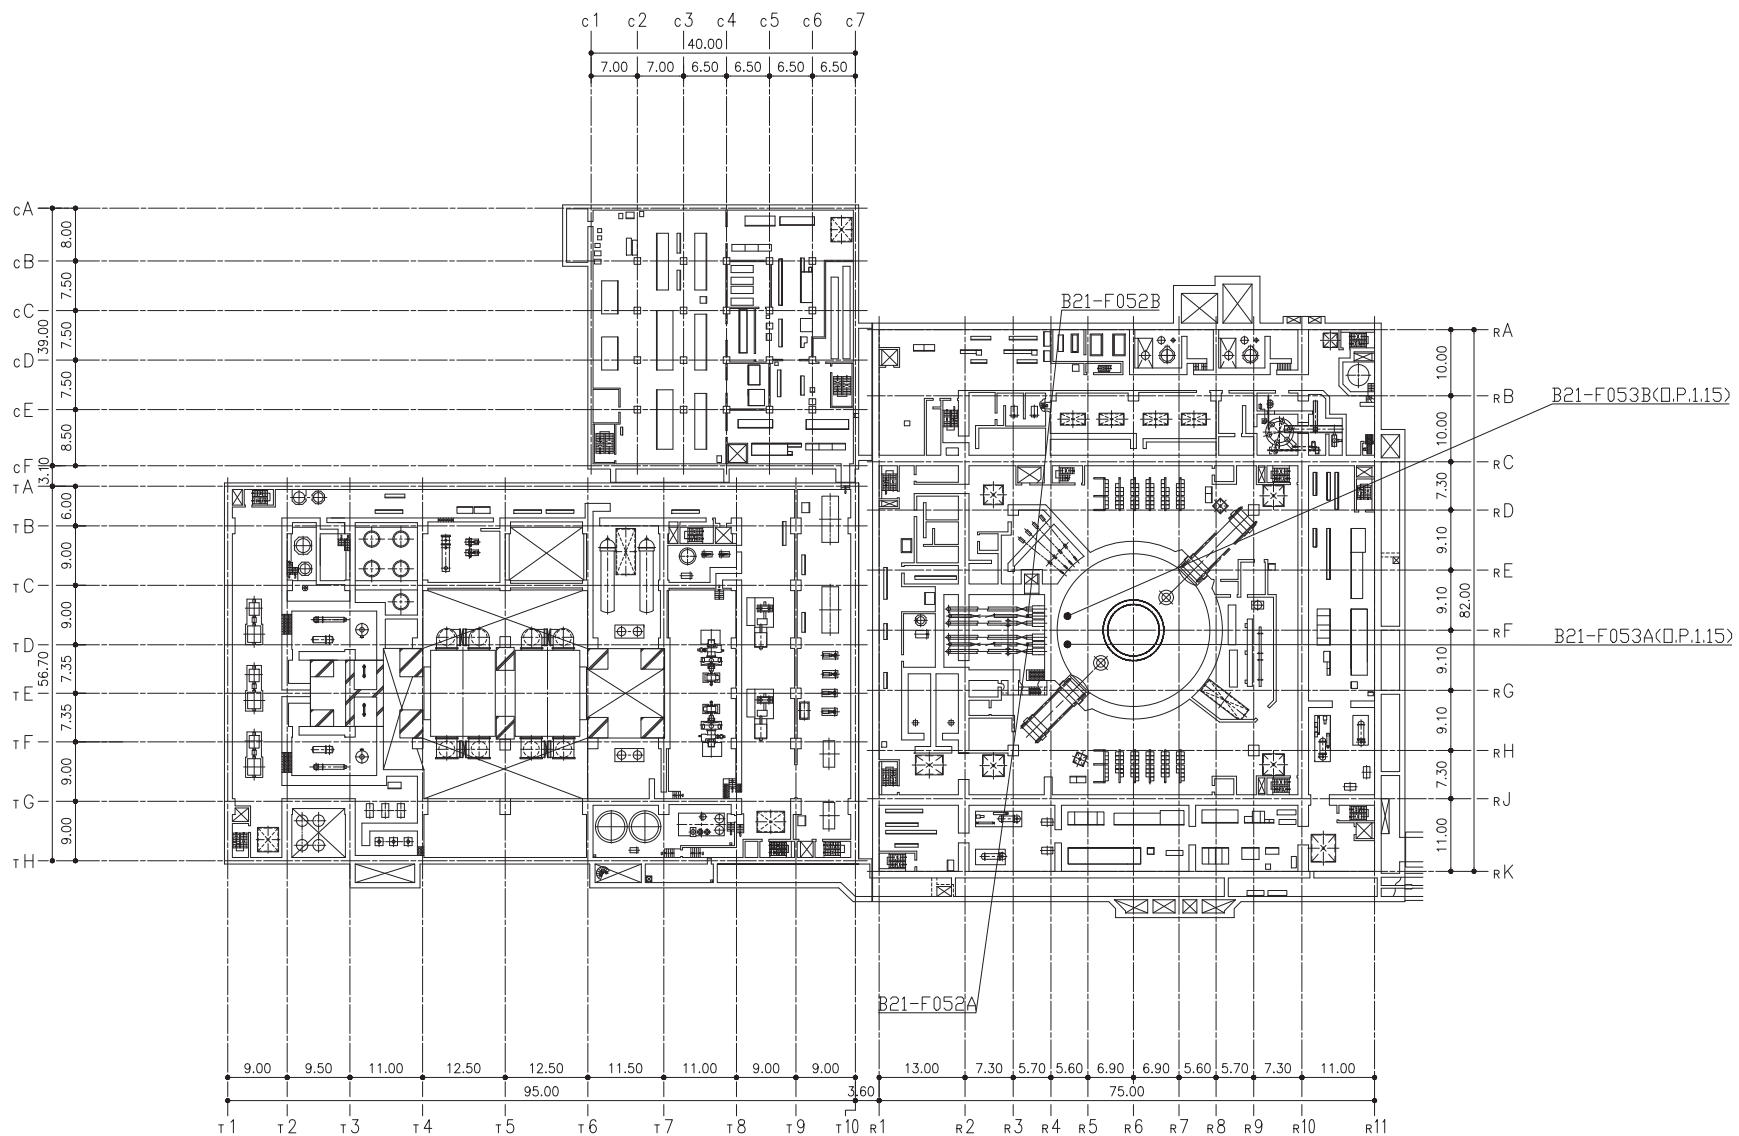 c1 c2 c3 c4 c5 c6 c7
40.00
7.00 7.00 6.50 6.50 6.50 6.50
cA
8.00
cB
7.50
cC
39.00
7.50
cD
7.50
cE
8.50
cF
3.10
TA
6.00
TB
9.00
TC
9.00
TD
56.70
7.35
TE
7.35
TF
9.00
TG
9.00
TH
B21-F052B
B21-F053B(O.P.1.15)
B21-F053A(O.P.1.15)
B21-F052A
RA
10.00
RB
10.00
RC
7.30
RD
9.10
RE
9.10
82.00
RF
9.10
RG
9.10
RH
7.30
RJ
11.00
RK
9.00 9.50 11.00 12.50 12.50 11.50 11.00 9.00 9.00 13.00 7.30 5.70 5.60 6.90 6.90 5.60 5.70 7.30 11.00
95.00 3.60 75.00
T1 T2 T3 T4 T5 T6 T7 T8 T9 T10 R1 R2 R3 R4 R5 R6 R7 R8 R9 R10 R11